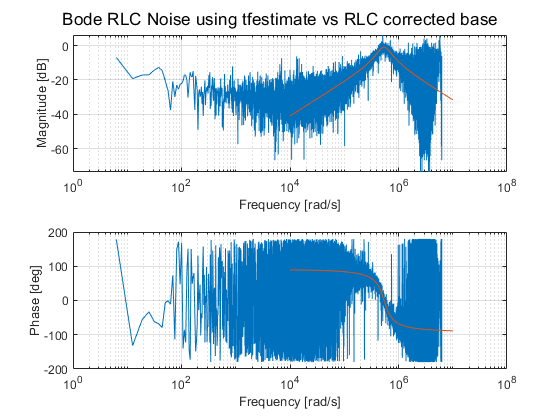 Bode RLC Noise using tfestimate vs RLC corrected base
0
-20
-40
-60
Magnitude [dB]
10^0 10^2 10^4 10^6 10^8
Frequency [rad/s]
200
100
0
-100
-200
Phase [deg]
10^0 10^2 10^4 10^6 10^8
Frequency [rad/s]